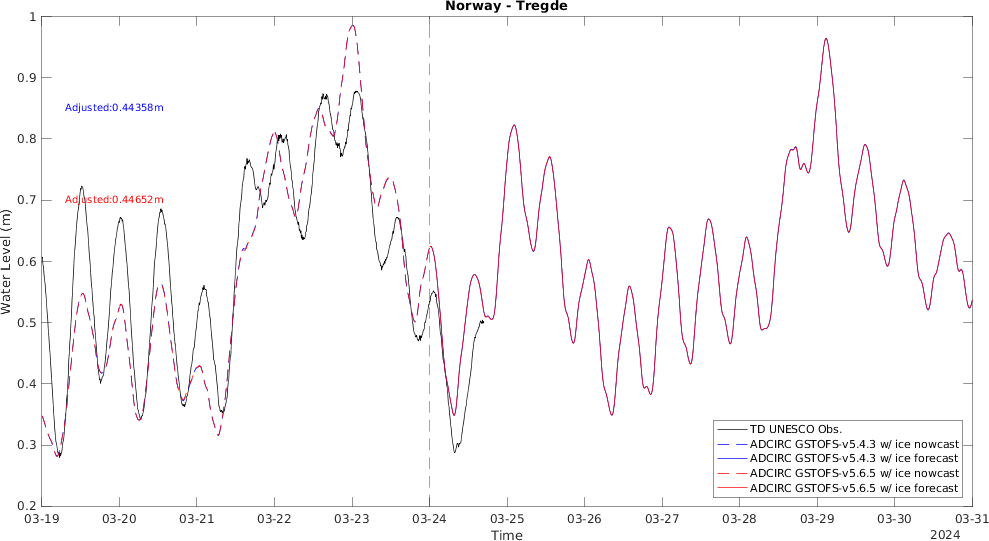 Norway - Tregde
1
0.9
0.8
0.7
0.6
0.5
0.4
0.3
0.2
Water Level (m)
Adjusted:0.44358m
Adjusted:0.44652m
TD UNESCO Obs.
ADCIRC GSTOFS-v5.4.3 w/ ice nowcast
ADCIRC GSTOFS-v5.4.3 w/ ice forecast
ADCIRC GSTOFS-v5.6.5 w/ ice nowcast
ADCIRC GSTOFS-v5.6.5 w/ ice forecast
03-19 03-20 03-21 03-22 03-23 03-24 03-25 03-26 03-27 03-28 03-29 03-30 03-31
Time
2024